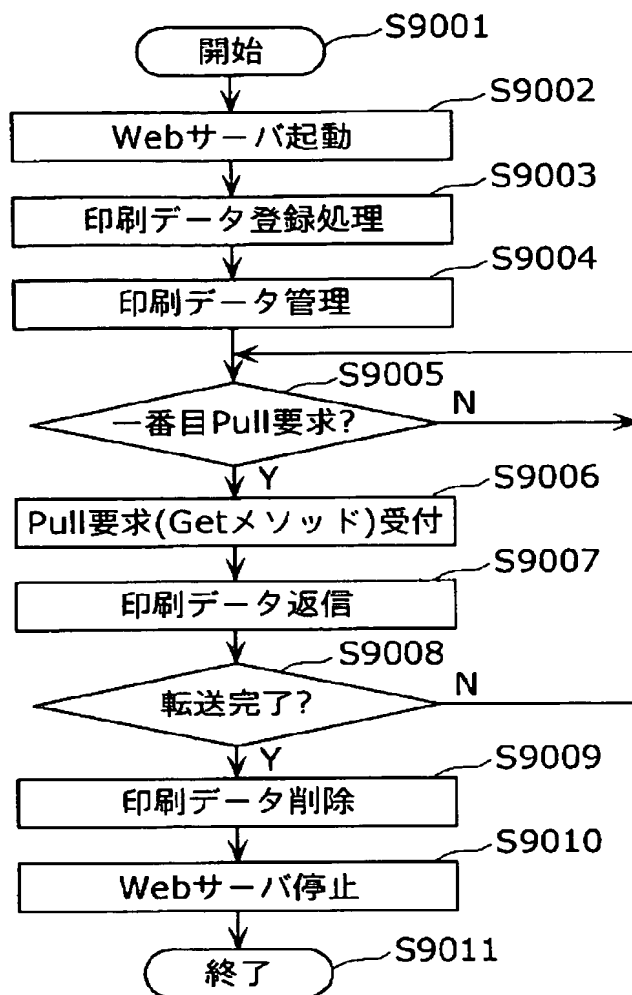 S9001
開始
S9002
Webサーバ起動
S9003
印刷データ登録処理
S9004
印刷データ管理
S9005
一番目Pull要求?
N
Y
S9006
Pull要求(Getメソッド)受付
S9007
印刷データ返信
S9008
転送完了?
N
Y
S9009
印刷データ削除
S9010
Webサーバ停止
S9011
終了